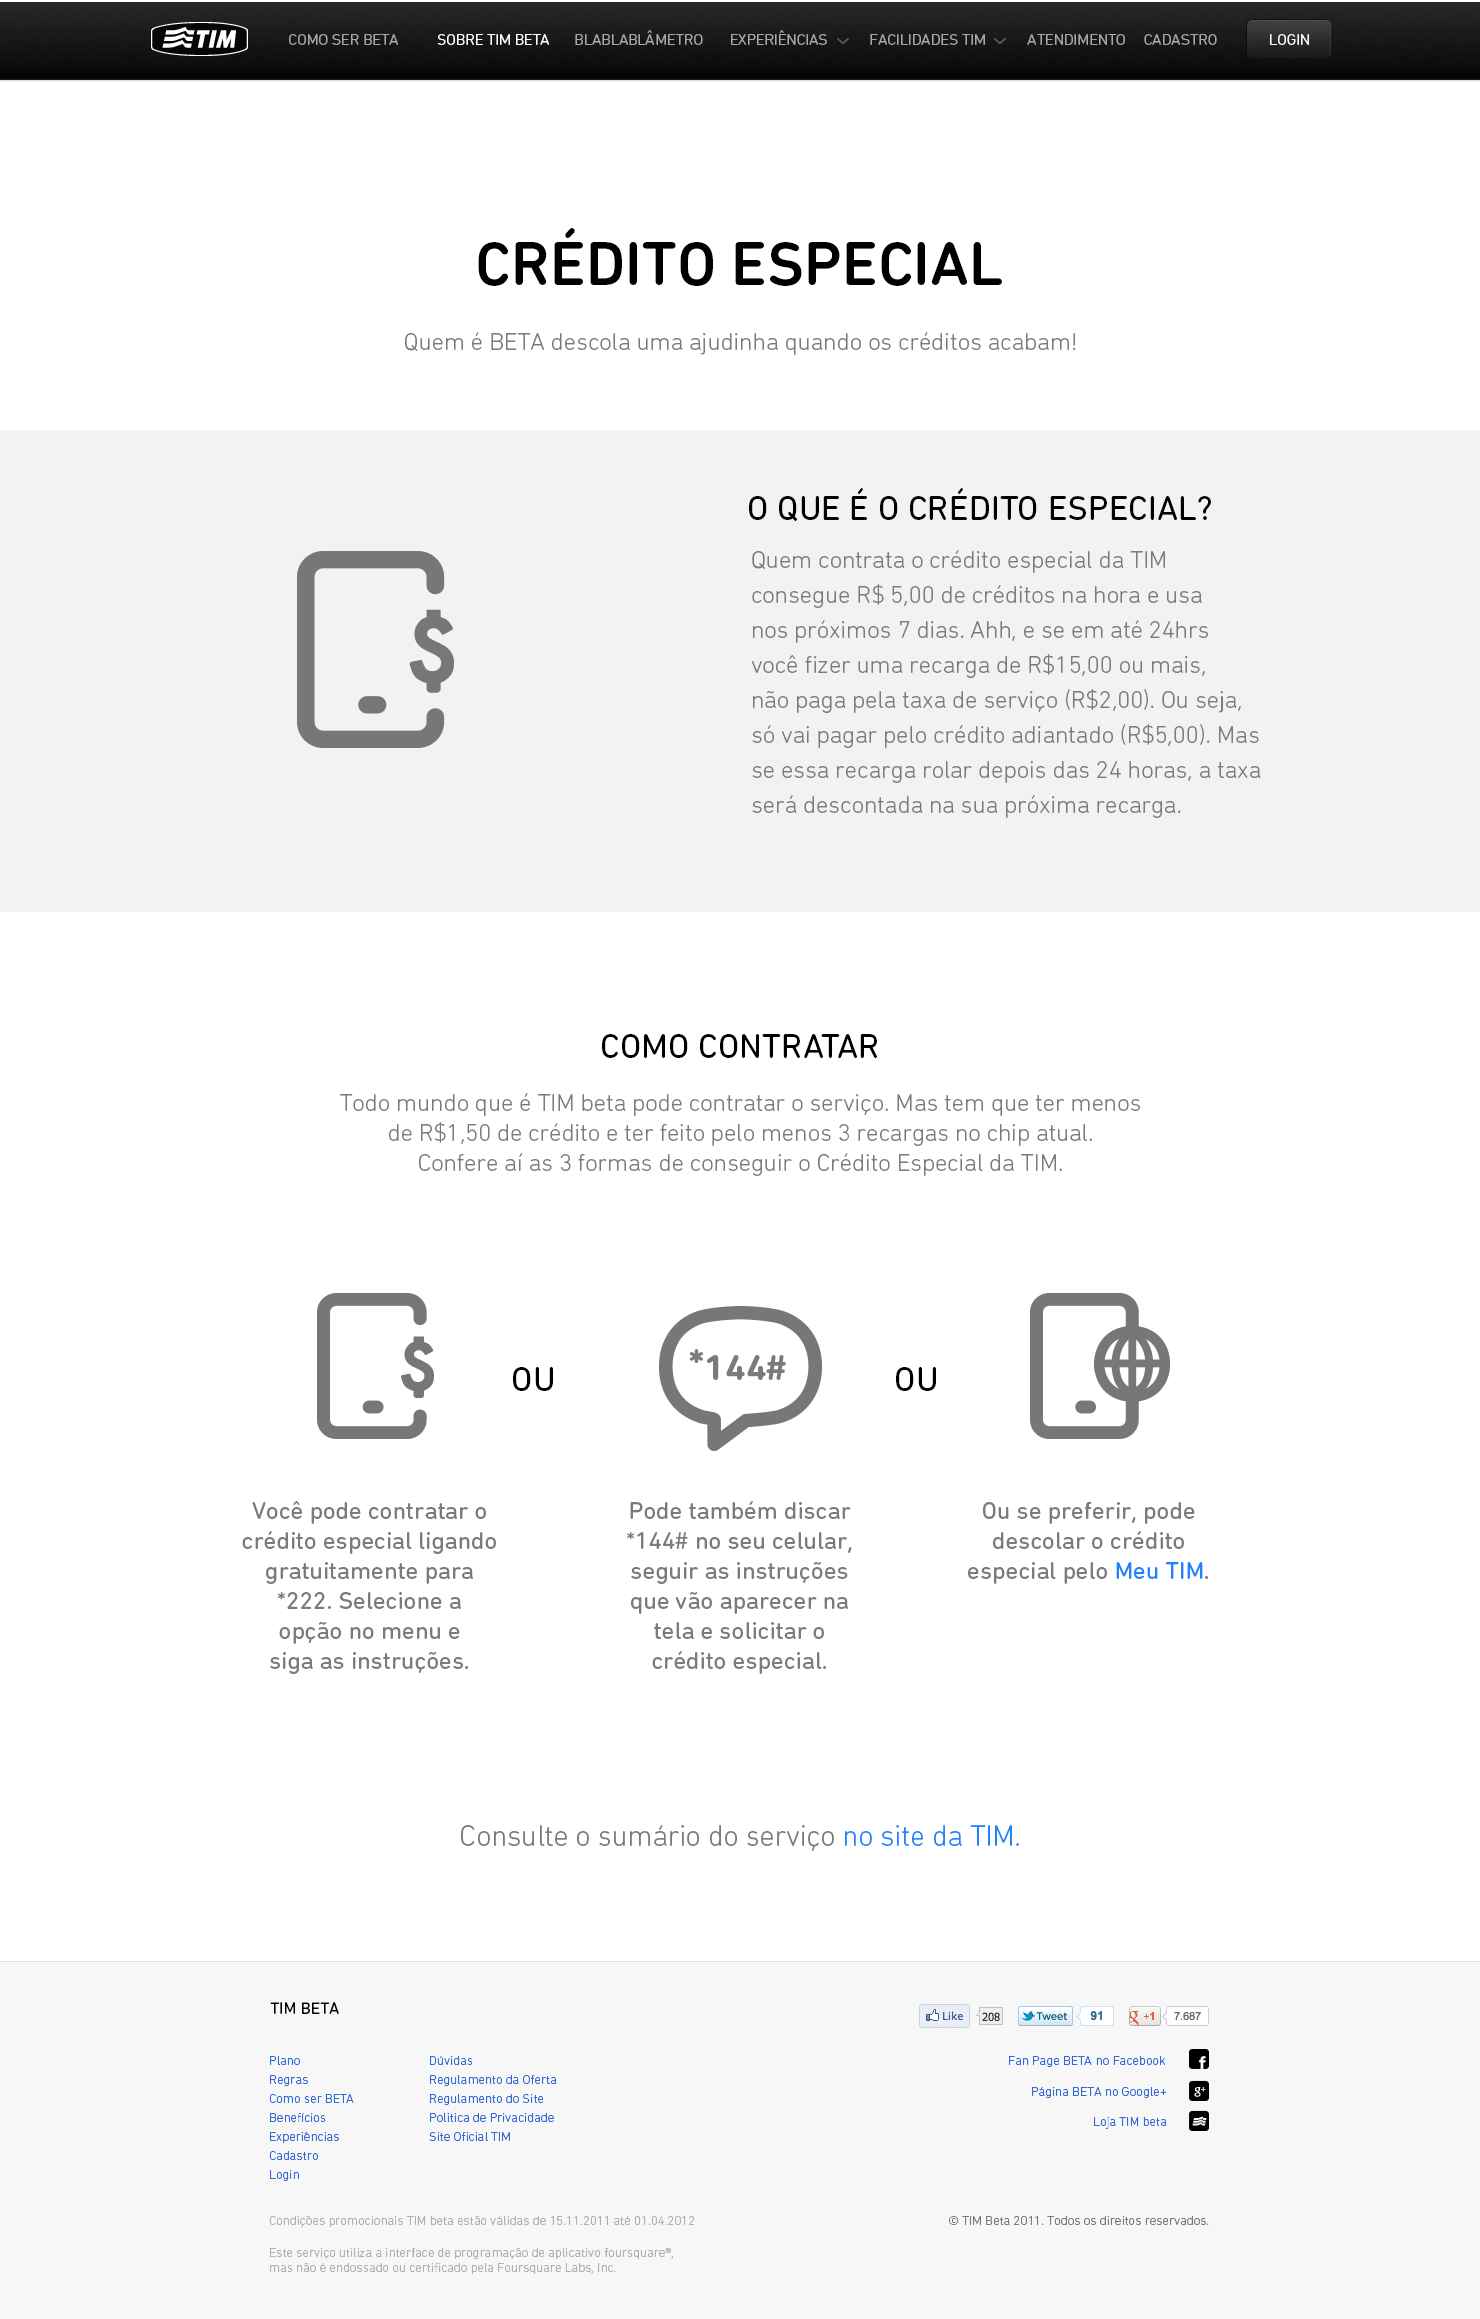 TIM COMO SER BETA SOBRE TIM BETA BLABLABLÂMETRO EXPERIÊNCIAS FACILIDADES TIM ATENDIMENTO CADASTRO LOGIN
CRÉDITO ESPECIAL
Quem é BETA descola uma ajudinha quando os créditos acabam!
O QUE É O CRÉDITO ESPECIAL?
Quem contrata o crédito especial da TIM
consegue R$ 5,00 de créditos na hora e usa
nos próximos 7 dias. Ahh, e se em até 24hrs
você fizer uma recarga de R$15,00 ou mais,
não paga pela taxa de serviço (R$2,00). Ou seja,
só vai pagar pelo crédito adiantado (R$5,00). Mas
se essa recarga rolar depois das 24 horas, a taxa
será descontada na sua próxima recarga.
$
COMO CONTRATAR
Todo mundo que é TIM beta pode contratar o serviço. Mas tem que ter menos
de R$1,50 de crédito e ter feito pelo menos 3 recargas no chip atual.
Confere aí as 3 formas de conseguir o Crédito Especial da TIM.
$ OU *144# OU
Você pode contratar o
crédito especial ligando
gratuitamente para
*222. Selecione a
opção no menu e
siga as instruções.
Pode também discar
*144# no seu celular,
seguir as instruções
que vão aparecer na
tela e solicitar o
crédito especial.
Ou se preferir, pode
descolar o crédito
especial pelo Meu TIM.
Consulte o sumário do serviço no site da TIM.
TIM BETA
Like 208 Tweet 91 g +1 7.687
Plano
Regras
Como ser BETA
Benefícios
Experiências
Cadastro
Login
Dúvidas
Regulamento da Oferta
Regulamento do Site
Politica de Privacidade
Site Oficial TIM
Fan Page BETA no Facebook
Página BETA no Google+
Loja TIM beta
Condições promocionais TIM beta estão válidas de 15.11.2011 até 01.04.2012
© TIM Beta 2011. Todos os direitos reservados.
Este serviço utiliza a interface de programação de aplicativo foursquare®,
mas não é endossado ou certificado pela Foursquare Labs, Inc.